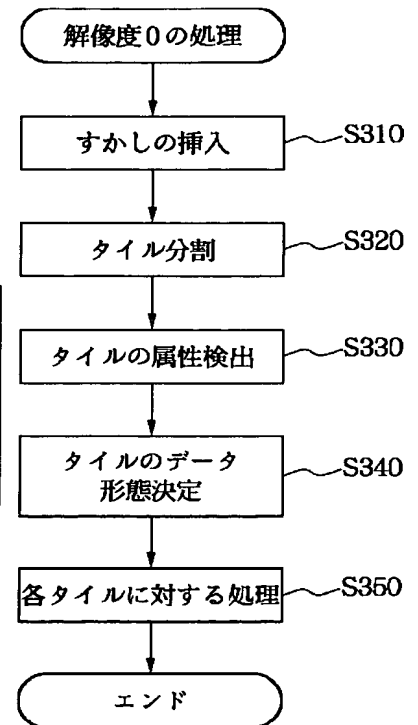 解像度0の処理
すかしの挿入
S310
タイル分割
S320
タイルの属性検出
S330
タイルのデータ
形態決定
S340
各タイルに対する処理
S350
エンド